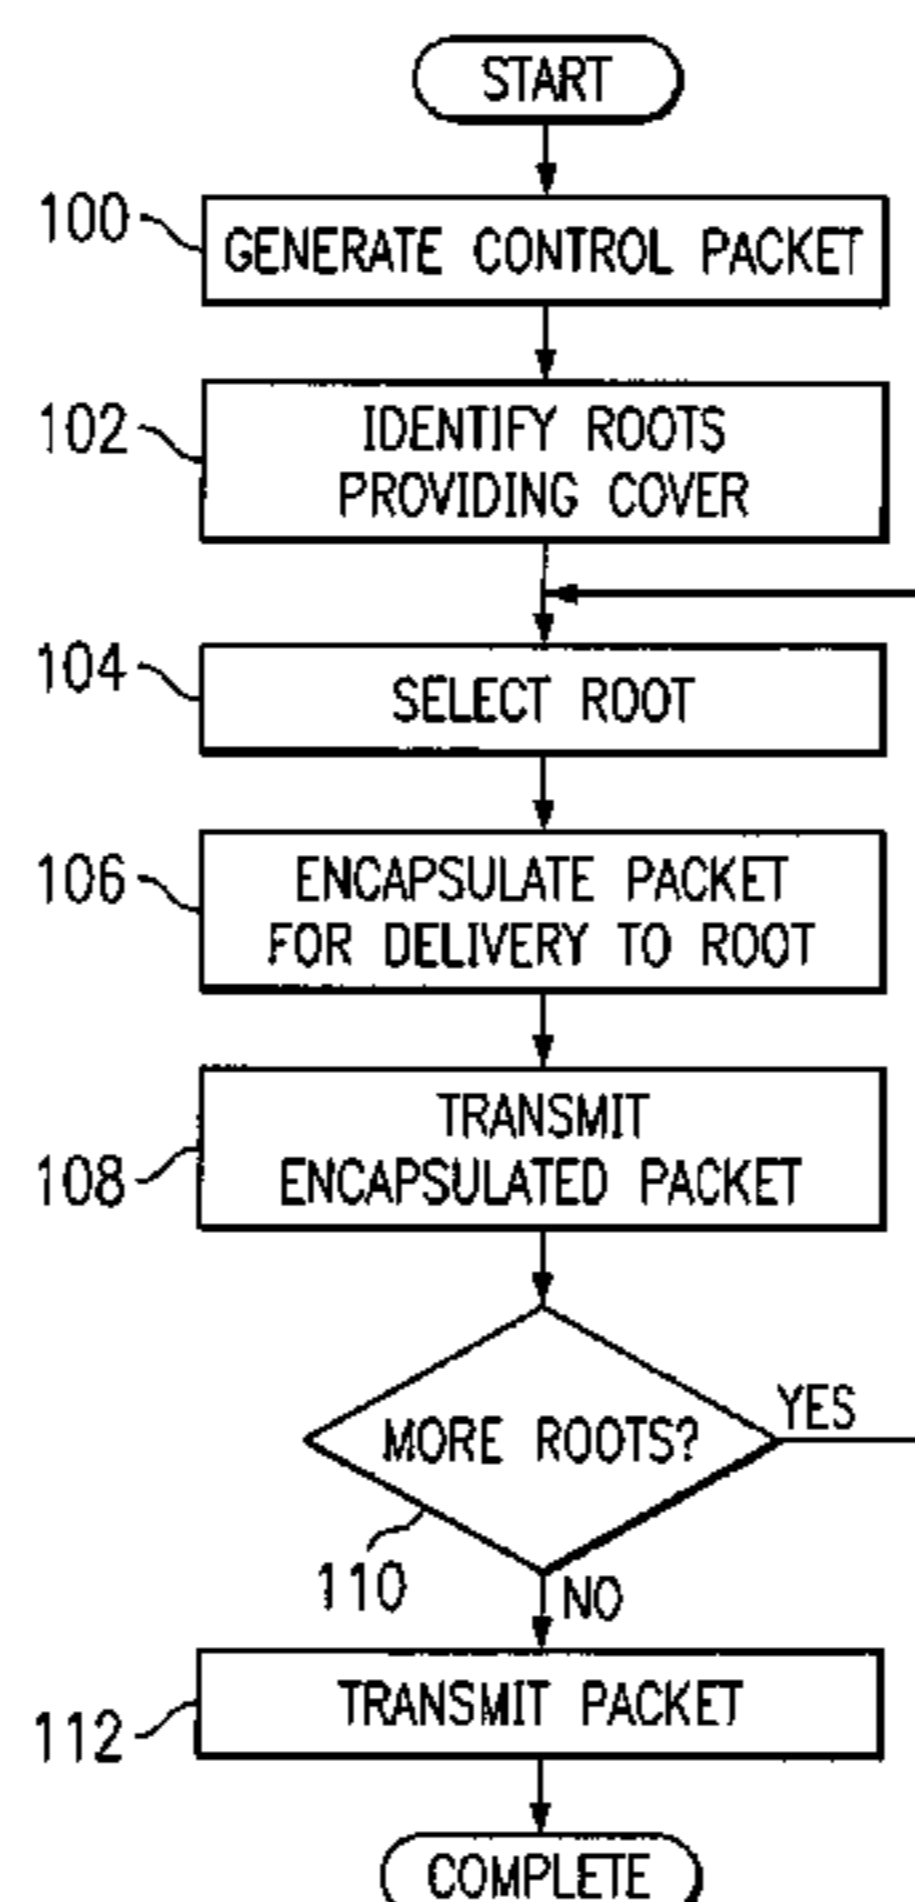 START
100
GENERATE CONTROL PACKET
102
IDENTIFY ROOTS
PROVIDING COVER
104
SELECT ROOT
106
ENCAPSULATE PACKET
FOR DELIVERY TO ROOT
108
TRANSMIT
ENCAPSULATED PACKET
MORE ROOTS?
YES
110
NO
112
TRANSMIT PACKET
COMPLETE